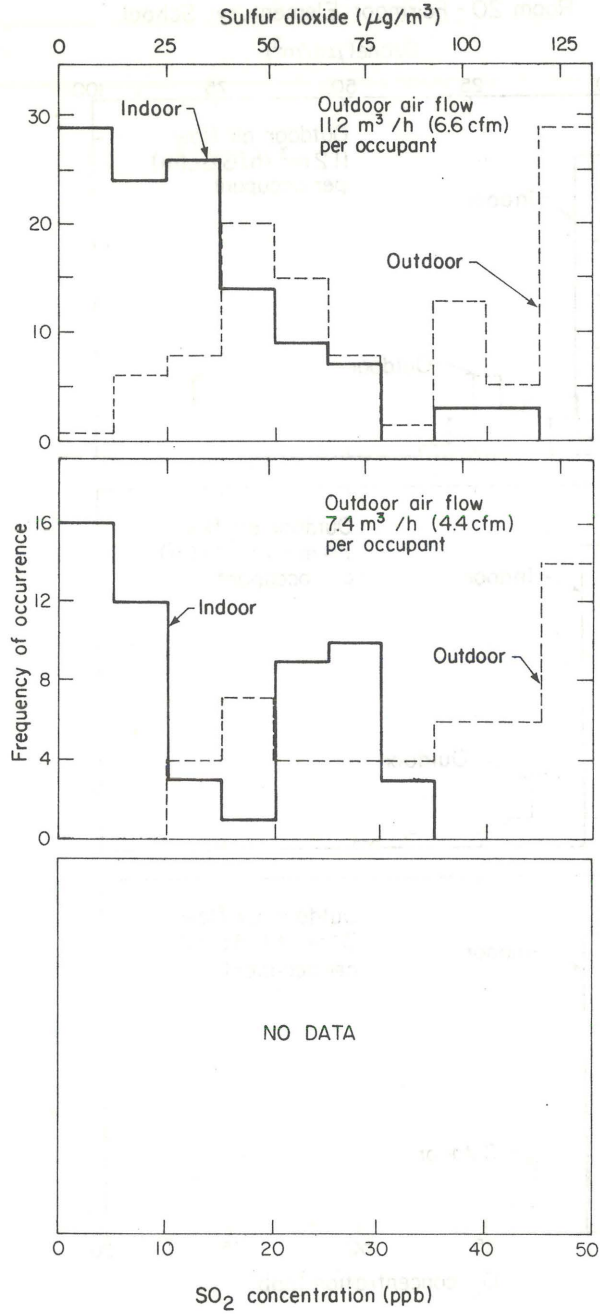 Sulfur dioxide (μg/m³)
0 25 50 75 100 125
Indoor
Outdoor air flow
11.2 m³/h (6.6 cfm)
per occupant
30
20
Outdoor
10
0
Outdoor air flow
7.4 m³/h (4.4 cfm)
per occupant
16
12
Indoor
Outdoor
8
4
0
Frequency of occurrence
NO DATA
0 10 20 30 40 50
SO₂ concentration (ppb)